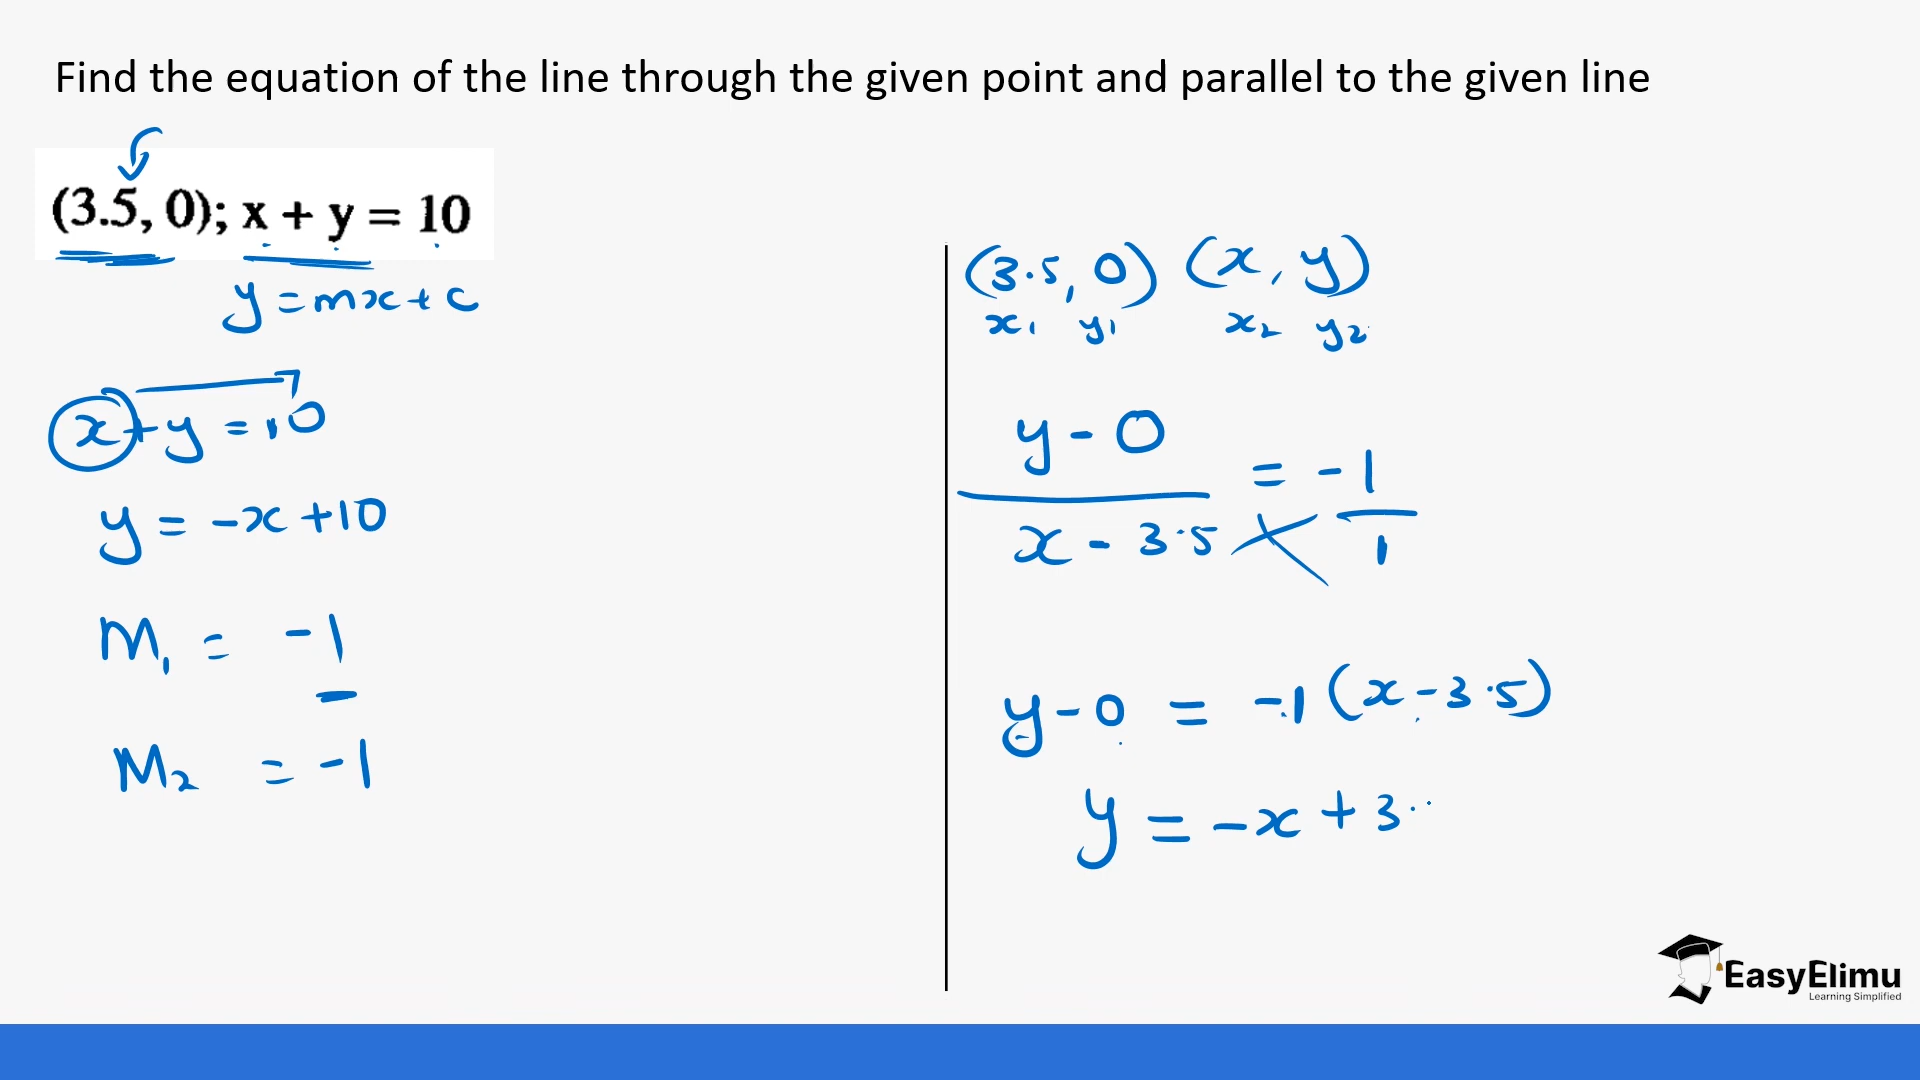 Find the equation of the line through the given point and parallel to the given line
(3.5, 0); x + y = 10
y = mx + c
x + y = 10
y = -x + 10
m₁ = -1
m₂ = -1
(3.5, 0) (x, y)
x₁ y₁ x₂ y₂
y - 0
= -1
x - 3.5 1
y - 0 = -1 (x - 3.5)
y = -x + 3.
EasyElimu
Learning Simplified